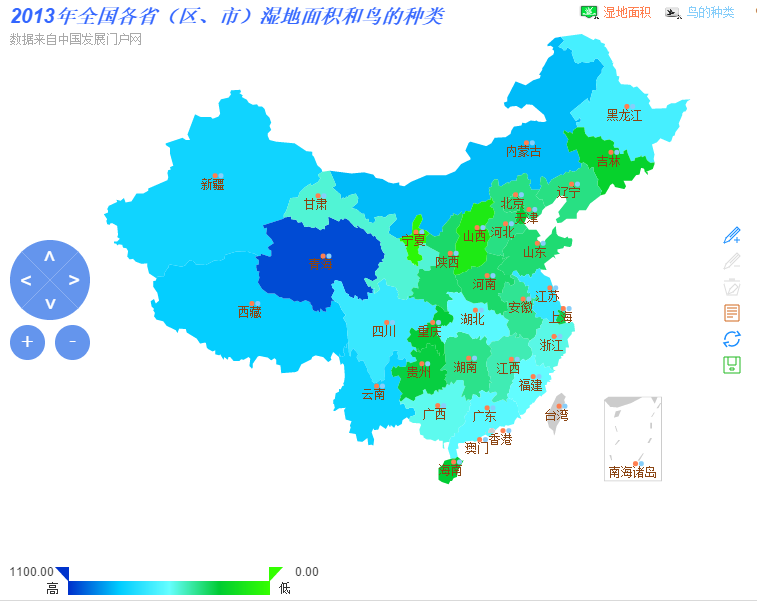 2013年全国各省（区、市）湿地面积和鸟的种类
湿地面积 鸟的种类
数据来自中国发展门户网
黑龙江
内蒙古
吉林
新疆
辽宁
甘肃
北京
天津
宁夏
山西
河北
山东
陕西
青海
河南
江苏
安徽
西藏
上海
湖北
四川
重庆
浙江
贵州
湖南
江西
福建
云南
广西
广东
台湾
香港
澳门
海南
南海诸岛
1100.00 0.00
高 低